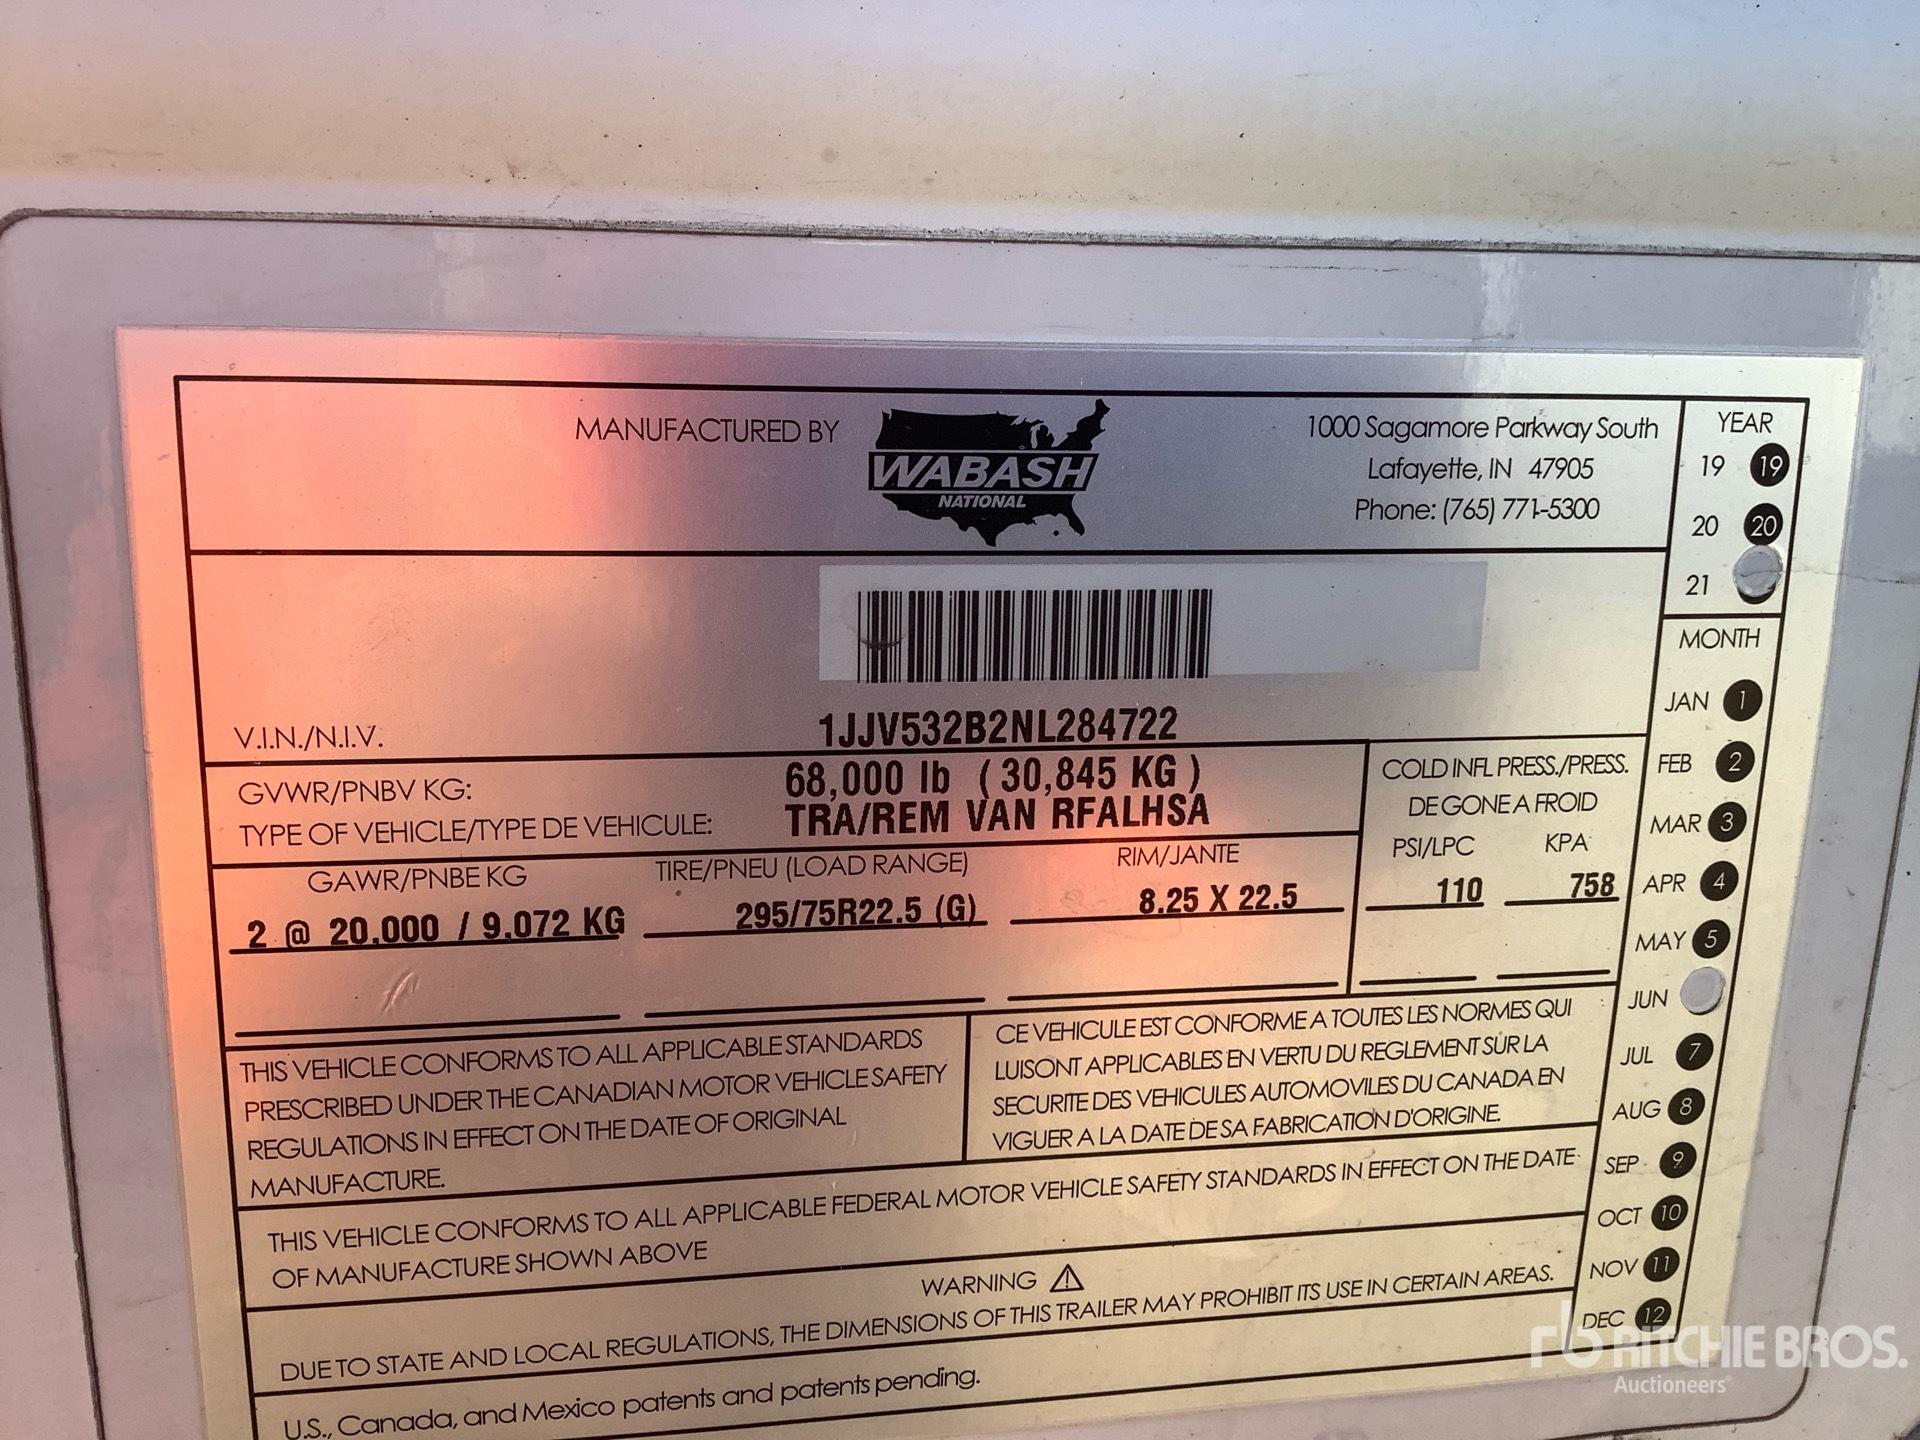 MANUFACTURED BY
WABASH
NATIONAL
1000 Sagamore Parkway South
Lafayette, IN 47905
Phone: (765) 771-5300
YEAR
19 19
20 20
21
MONTH
JAN 1
FEB 2
MAR 3
APR 4
MAY 5
JUN
JUL 7
AUG 8
SEP 9
OCT 10
NOV 11
DEC 12
V.I.N./N.I.V. 1JJV532B2NL284722
GVWR/PNBV KG: 68,000 lb ( 30,845 KG )
TYPE OF VEHICLE/TYPE DE VEHICULE: TRA/REM VAN RFALHSA
COLD INFL PRESS./PRESS.
DE GONE A FROID
PSI/LPC KPA
110 758
GAWR/PNBE KG TIRE/PNEU (LOAD RANGE) RIM/JANTE
2 @ 20,000 / 9,072 KG 295/75R22.5 (G) 8.25 X 22.5
THIS VEHICLE CONFORMS TO ALL APPLICABLE STANDARDS
PRESCRIBED UNDER THE CANADIAN MOTOR VEHICLE SAFETY
REGULATIONS IN EFFECT ON THE DATE OF ORIGINAL
MANUFACTURE.
CE VEHICULE EST CONFORME A TOUTES LES NORMES QUI
LUISONT APPLICABLES EN VERTU DU REGLEMENT SUR LA
SECURITE DES VEHICULES AUTOMOVILES DU CANADA EN
VIGUER A LA DATE DE SA FABRICATION D'ORIGINE.
THIS VEHICLE CONFORMS TO ALL APPLICABLE FEDERAL MOTOR VEHICLE SAFETY STANDARDS IN EFFECT ON THE DATE
OF MANUFACTURE SHOWN ABOVE
WARNING
DUE TO STATE AND LOCAL REGULATIONS, THE DIMENSIONS OF THIS TRAILER MAY PROHIBIT ITS USE IN CERTAIN AREAS.
U.S., Canada, and Mexico patents and patents pending.
rb RITCHIE BROS.
Auctioneers